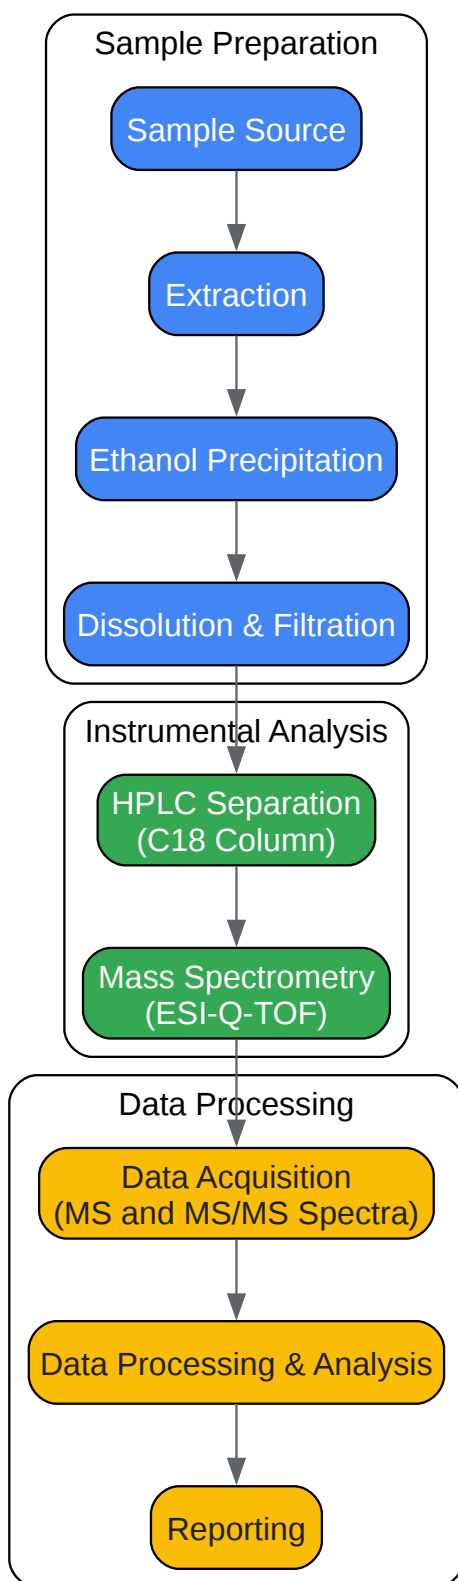 Sample Preparation
Sample Source
Extraction
Ethanol Precipitation
Dissolution & Filtration
Instrumental Analysis
HPLC Separation
(C18 Column)
Mass Spectrometry
(ESI-Q-TOF)
Data Processing
Data Acquisition
(MS and MS/MS Spectra)
Data Processing & Analysis
Reporting